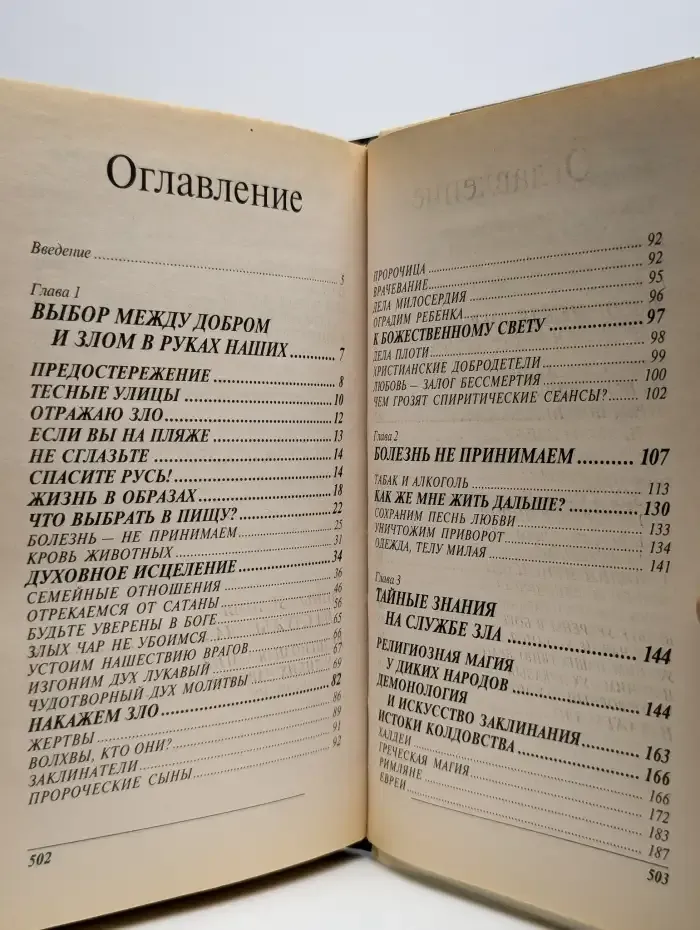 Оглавление
Введение 5
Глава 1
ВЫБОР МЕЖДУ ДОБРОМ
И ЗЛОМ В РУКАХ НАШИХ 7
ПРЕДОСТЕРЕЖЕНИЕ 8
ТЕСНЫЕ УЛИЦЫ 10
ОТРАЖАЮ ЗЛО 12
ЕСЛИ ВЫ НА ПЛЯЖЕ 13
НЕ СГЛАЗЬТЕ 14
СПАСИТЕ РУСЬ! 14
ЖИЗНЬ В ОБРАЗАХ 18
ЧТО ВЫБРАТЬ В ПИЩУ? 22
БОЛЕЗНЬ — НЕ ПРИНИМАЕМ 25
КРОВЬ ЖИВОТНЫХ 31
ДУХОВНОЕ ИСЦЕЛЕНИЕ 34
СЕМЕЙНЫЕ ОТНОШЕНИЯ 36
ОТРЕКАЕМСЯ ОТ САТАНЫ 46
БУДЬТЕ УВЕРЕНЫ В БОГЕ 56
ЗЛЫХ ЧАР НЕ УБОИМСЯ 65
УСТОИМ НАШЕСТВИЮ ВРАГОВ 66
ИЗГОНИМ ДУХ ЛУКАВЫЙ 67
ЧУДОТВОРНЫЙ ДУХ МОЛИТВЫ 69
НАКАЖЕМ ЗЛО 82
ЖЕРТВЫ 86
ВОЛХВЫ, КТО ОНИ? 89
ЗАКЛИНАТЕЛИ 91
ПРОРОЧЕСКИЕ СЫНЫ 92
502
ПРОРОЧИЦА 92
ВРАЧЕВАНИЕ 92
ДЕЛА МИЛОСЕРДИЯ 95
ОГРАДИМ РЕБЕНКА 96
К БОЖЕСТВЕННОМУ СВЕТУ 97
ДЕЛА ПЛОТИ 98
ХРИСТИАНСКИЕ ДОБРОДЕТЕЛИ 99
ЛЮБОВЬ — ЗАЛОГ БЕССМЕРТИЯ 100
ЧЕМ ГРОЗЯТ СПИРИТИЧЕСКИЕ СЕАНСЫ? 102
Глава 2
БОЛЕЗНЬ НЕ ПРИНИМАЕМ 107
ТАБАК И АЛКОГОЛЬ 113
КАК ЖЕ МНЕ ЖИТЬ ДАЛЬШЕ? 130
СОХРАНИМ ПЕСНЬ ЛЮБВИ 133
УНИЧТОЖИМ ПРИВОРОТ 134
ОДЕЖДА, ТЕЛУ МИЛАЯ 141
Глава 3
ТАЙНЫЕ ЗНАНИЯ
НА СЛУЖБЕ ЗЛА 144
РЕЛИГИОЗНАЯ МАГИЯ
У ДИКИХ НАРОДОВ 144
ДЕМОНОЛОГИЯ
И ИСКУССТВО ЗАКЛИНАНИЯ 163
ИСТОКИ КОЛДОВСТВА 166
ХАЛДЕИ 166
ГРЕЧЕСКАЯ МАГИЯ 172
РИМЛЯНЕ 183
ЕВРЕИ 187
503